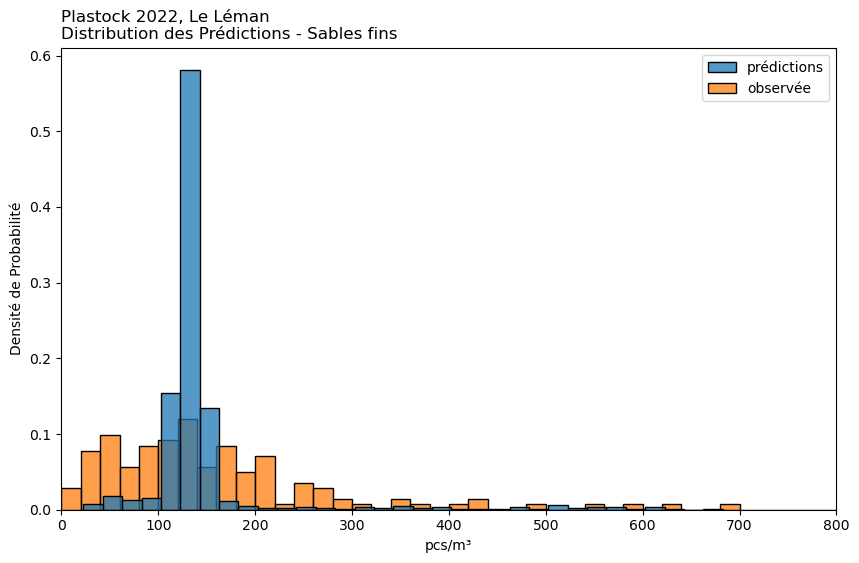 Plastock 2022, Le Léman
Distribution des Prédictions - Sables fins
prédictions
observée
Densité de Probabilité
0.6
0.5
0.4
0.3
0.2
0.1
0.0
0 100 200 300 400 500 600 700 800
pcs/m³